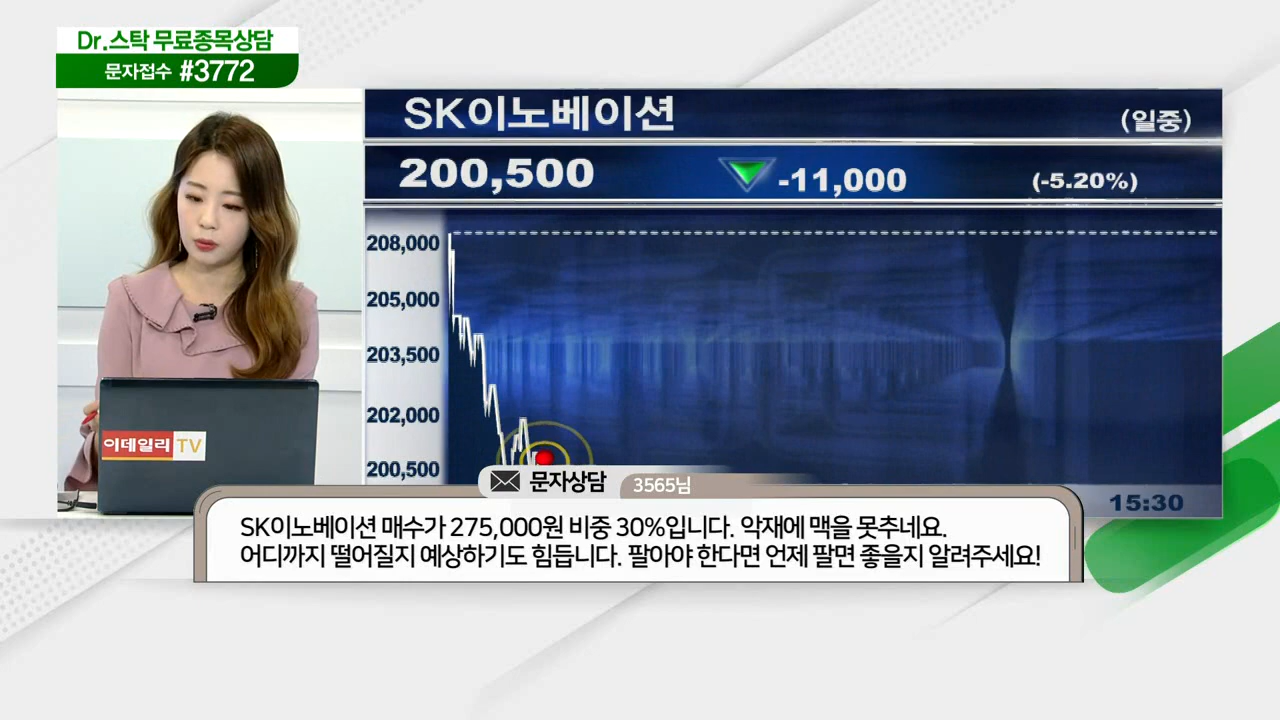 Dr.스탁 무료종목상담
문자접수 #3772
SK이노베이션 (일중)
200,500 -11,000 (-5.20%)
208,000
205,000
203,500
202,000
200,500
15:30
이데일리 TV
문자상담 3565님
SK이노베이션 매수가 275,000원 비중 30%입니다. 악재에 맥을 못추네요.
어디까지 떨어질지 예상하기도 힘듭니다. 팔아야 한다면 언제 팔면 좋을지 알려주세요!